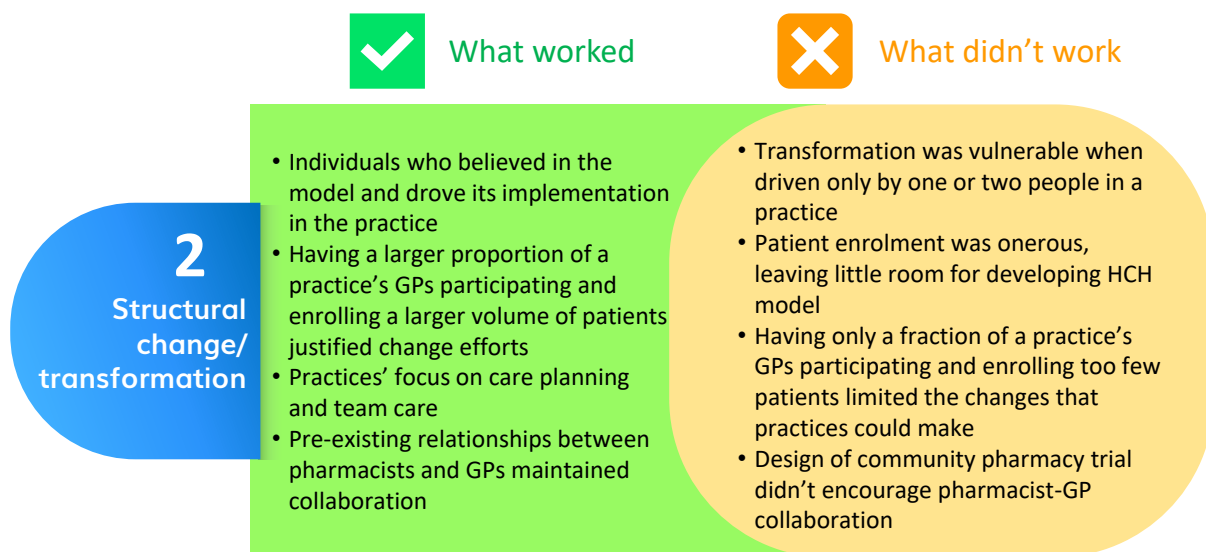 What worked
What didn't work
2
Structural
change/
transformation
• Individuals who believed in the
model and drove its implementation
in the practice
• Having a larger proportion of a
practice's GPs participating and
enrolling a larger volume of patients
justified change efforts
• Practices' focus on care planning
and team care
• Pre-existing relationships between
pharmacists and GPs maintained
collaboration
• Transformation was vulnerable when
driven only by one or two people in a
practice
• Patient enrolment was onerous,
leaving little room for developing HCH
model
• Having only a fraction of a practice's
GPs participating and enrolling too few
patients limited the changes that
practices could make
• Design of community pharmacy trial
didn't encourage pharmacist-GP
collaboration